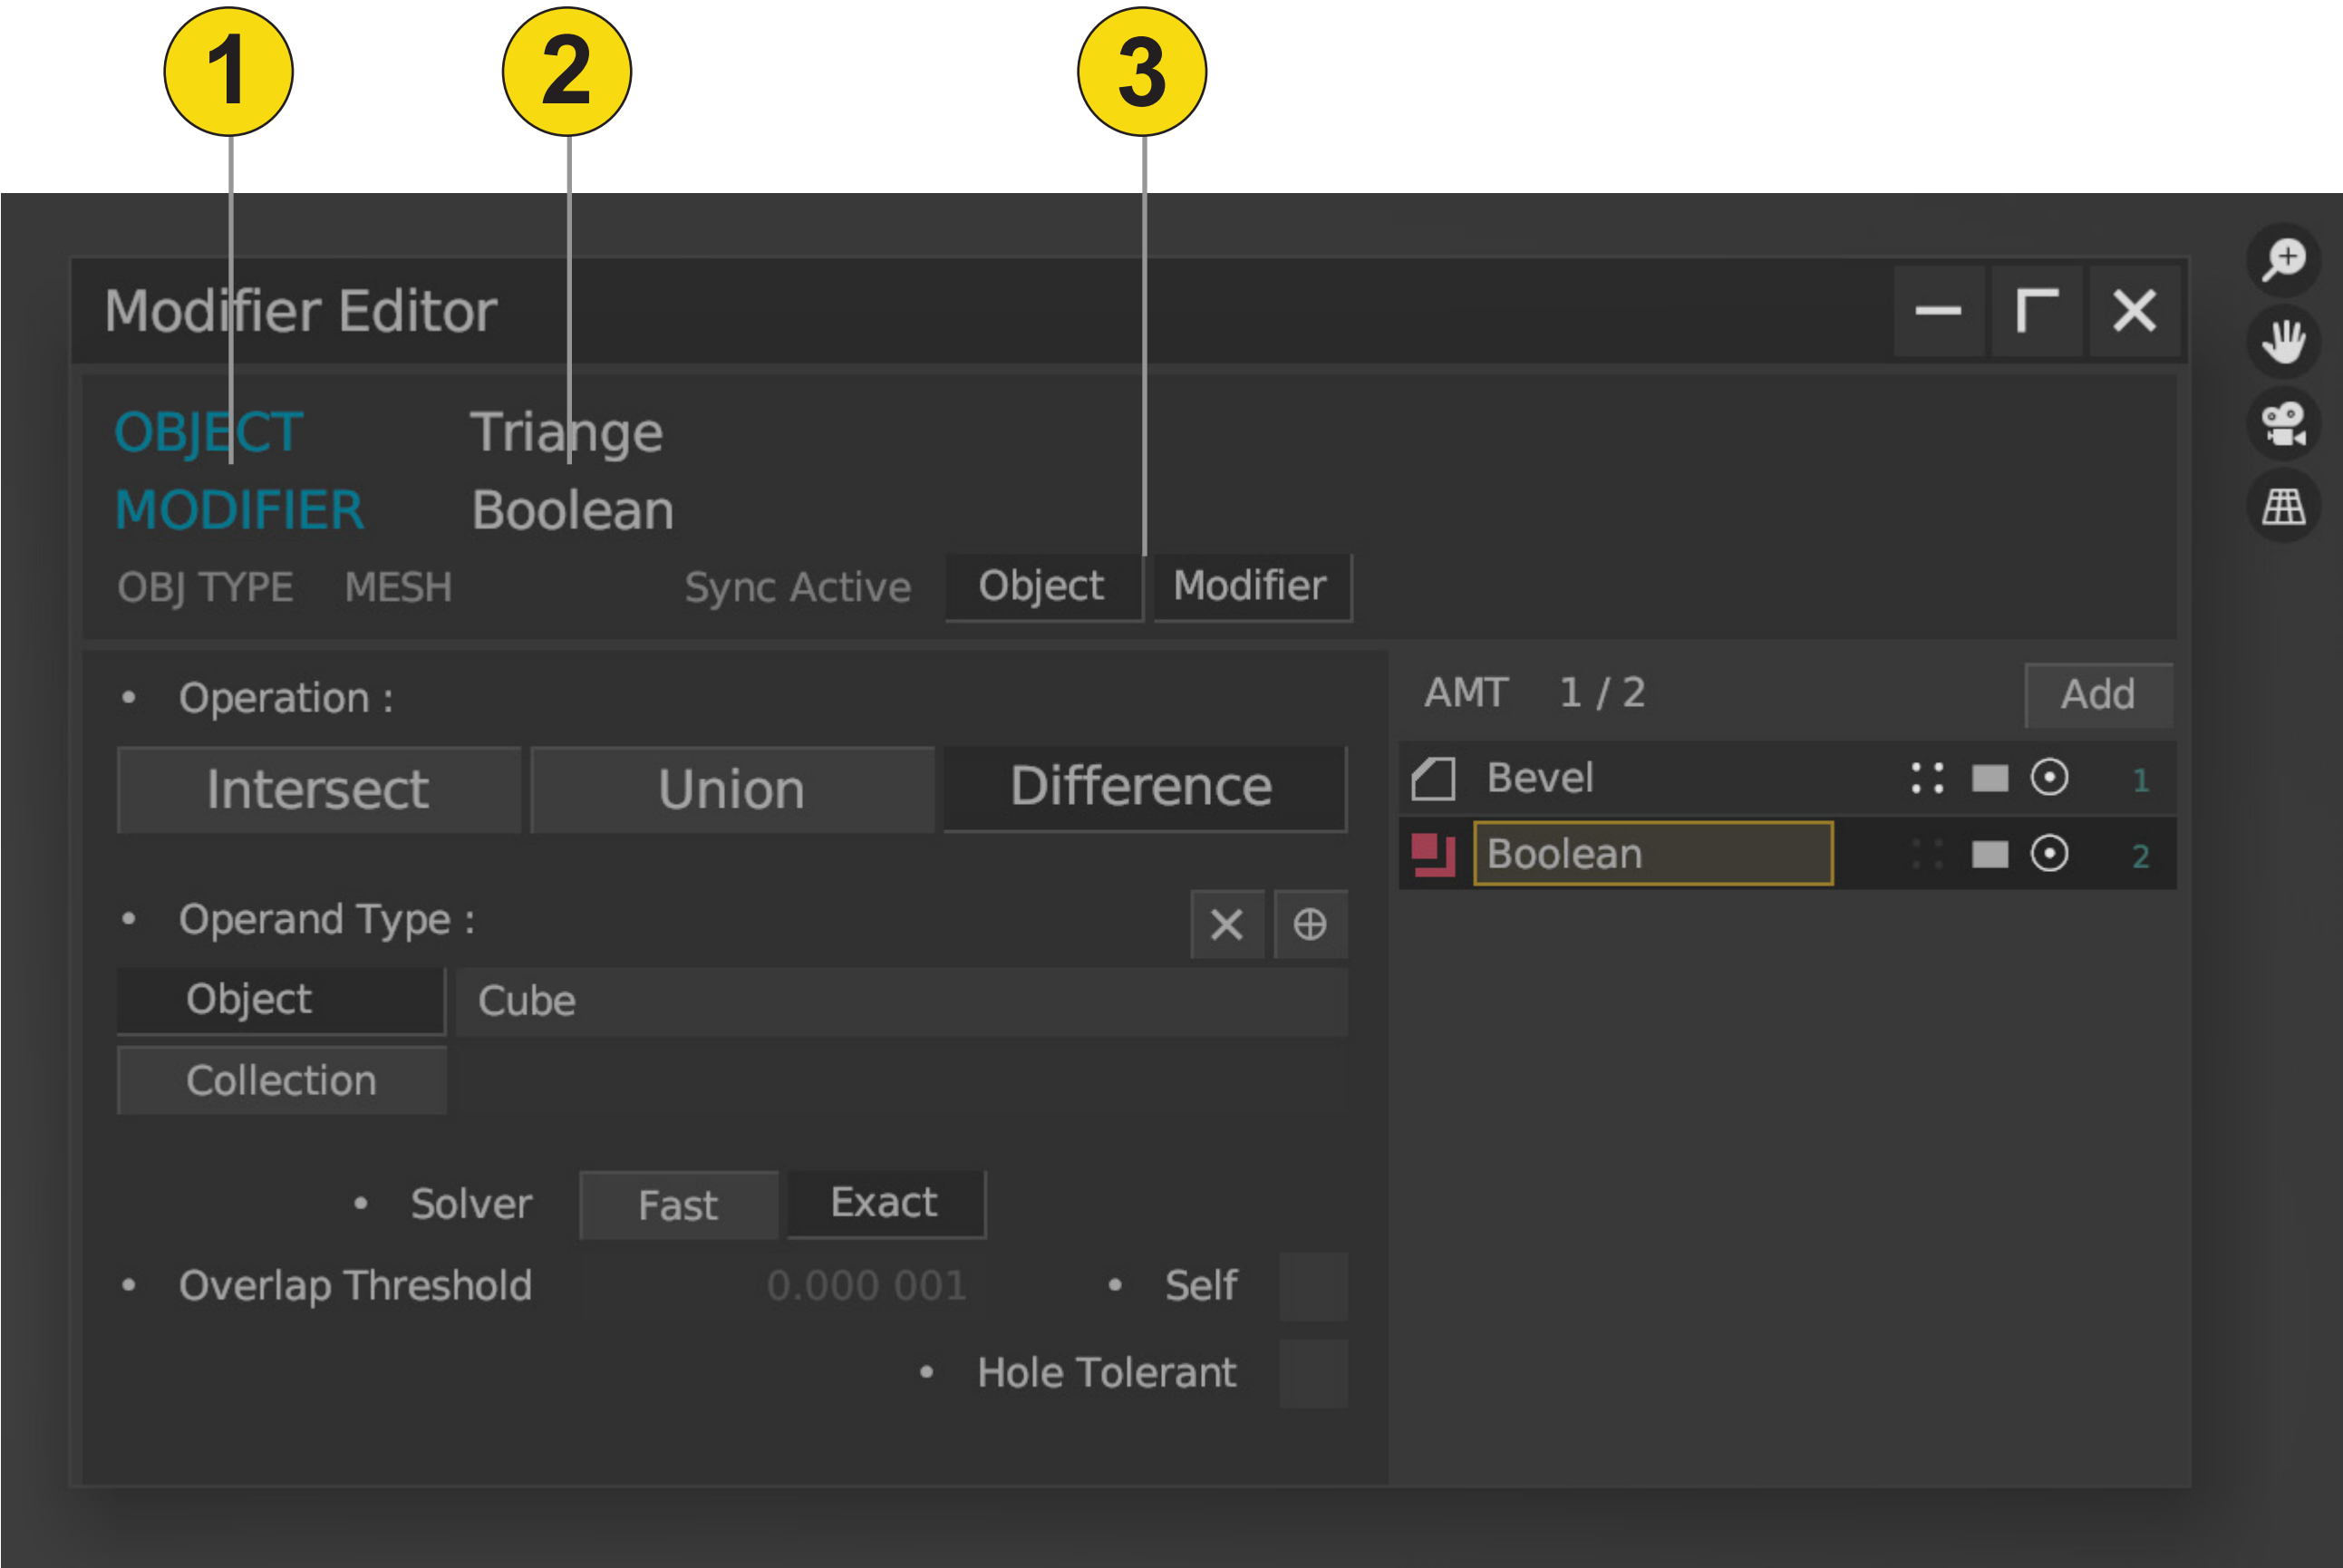 1 2 3
Modifier Editor
OBJECT Triange
MODIFIER Boolean
OBJ TYPE MESH Sync Active Object Modifier
• Operation :
Intersect Union Difference
• Operand Type :
Object Cube
Collection
• Solver Fast Exact
• Overlap Threshold 0.000 001 • Self
• Hole Tolerant
AMT 1 / 2 Add
Bevel 1
Boolean 2